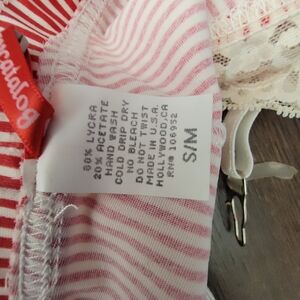 80% LYCRA
20% ACETATE
HAND WASH
COLD DRIP DRY
NO BLEACH
DO NOT TWIST
MADE IN U.S.A.
HOLLYWOOD, CA
RN# 106952
S/M